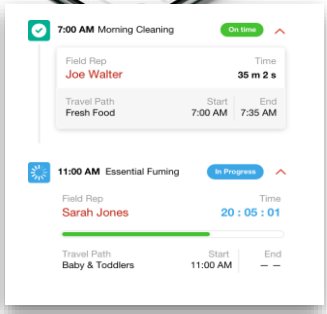 7:00 AM Morning Cleaning On time
Field Rep Time
Joe Walter 35 m 2 s
Travel Path Start End
Fresh Food 7:00 AM 7:35 AM
11:00 AM Essential Fuming In Progress
Field Rep Time
Sarah Jones 20 : 05 : 01
Travel Path Start End
Baby & Toddlers 11:00 AM – –